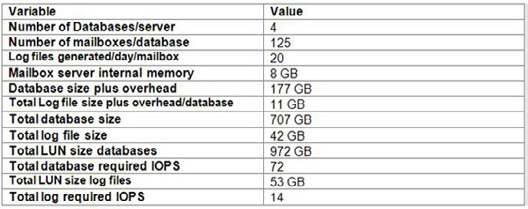 Variable Value
Number of Databases/server 4
Number of mailboxes/database 125
Log files generated/day/mailbox 20
Mailbox server internal memory 8 GB
Database size plus overhead 177 GB
Total Log file size plus overhead/database 11 GB
Total database size 707 GB
Total log file size 42 GB
Total LUN size databases 972 GB
Total database required IOPS 72
Total LUN size log files 53 GB
Total log required IOPS 14